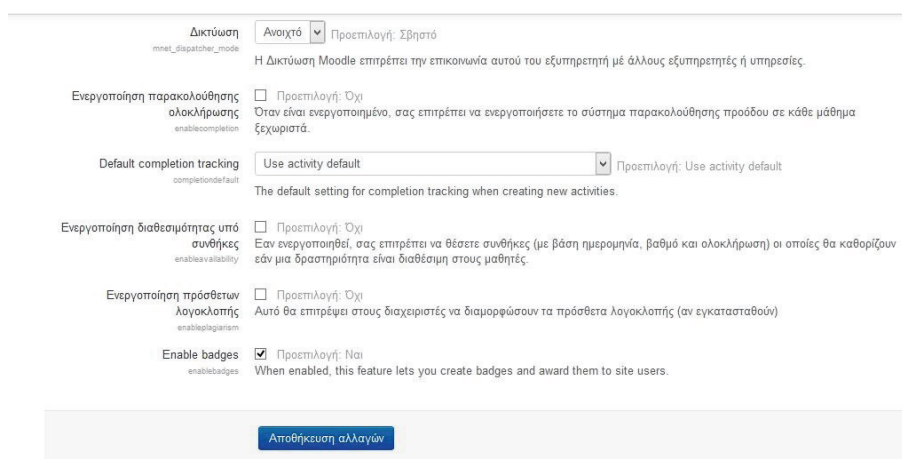 Δικτύωση Ανοιχτό Προεπιλογή: Σβηστό
mnet_dispatcher_mode
Η Δικτύωση Moodle επιτρέπει την επικοινωνία αυτού του εξυπηρετητή μέ άλλους εξυπηρετητές ή υπηρεσίες.
Ενεργοποίηση παρακολούθησης Προεπιλογή: Όχι
ολοκλήρωσης Όταν είναι ενεργοποιημένο, σας επιτρέπει να ενεργοποιήσετε το σύστημα παρακολούθησης προόδου σε κάθε μάθημα
enablecompletion ξεχωριστά.
Default completion tracking Use activity default Προεπιλογή: Use activity default
completiondefault
The default setting for completion tracking when creating new activities.
Ενεργοποίηση διαθεσιμότητας υπό Προεπιλογή: Όχι
συνθήκες Εαν ενεργοποιηθεί, σας επιτρέπει να θέσετε συνθήκες (με βάση ημερομηνία, βαθμό και ολοκλήρωση) οι οποίες θα καθορίζουν
enableavailability εάν μια δραστηριότητα είναι διαθέσιμη στους μαθητές.
Ενεργοποίηση πρόσθετων Προεπιλογή: Όχι
λογοκλοπής Αυτό θα επιτρέψει στους διαχειριστές να διαμορφώσουν τα πρόσθετα λογοκλοπής (αν εγκατασταθούν)
enableplagiarism
Enable badges Προεπιλογή: Ναι
enablebadges When enabled, this feature lets you create badges and award them to site users.
Αποθήκευση αλλαγών